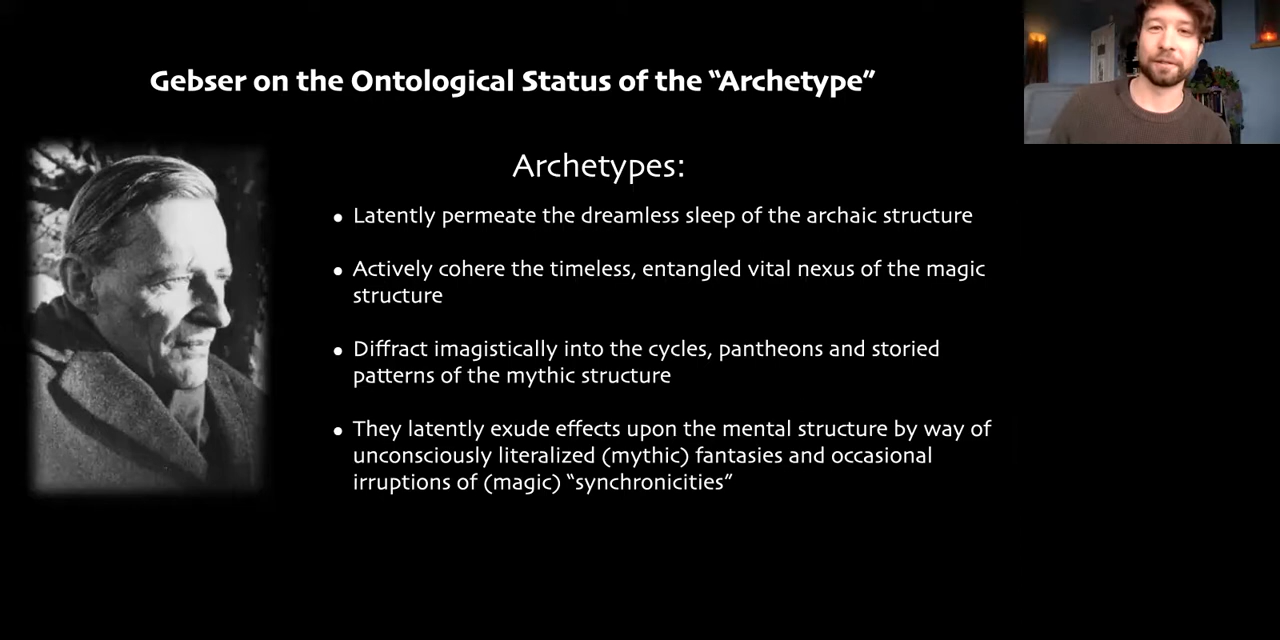 Gebser on the Ontological Status of the “Archetype”
Archetypes:
• Latently permeate the dreamless sleep of the archaic structure
• Actively cohere the timeless, entangled vital nexus of the magic
structure
• Diffract imagistically into the cycles, pantheons and storied
patterns of the mythic structure
• They latently exude effects upon the mental structure by way of
unconsciously literalized (mythic) fantasies and occasional
irruptions of (magic) “synchronicities”